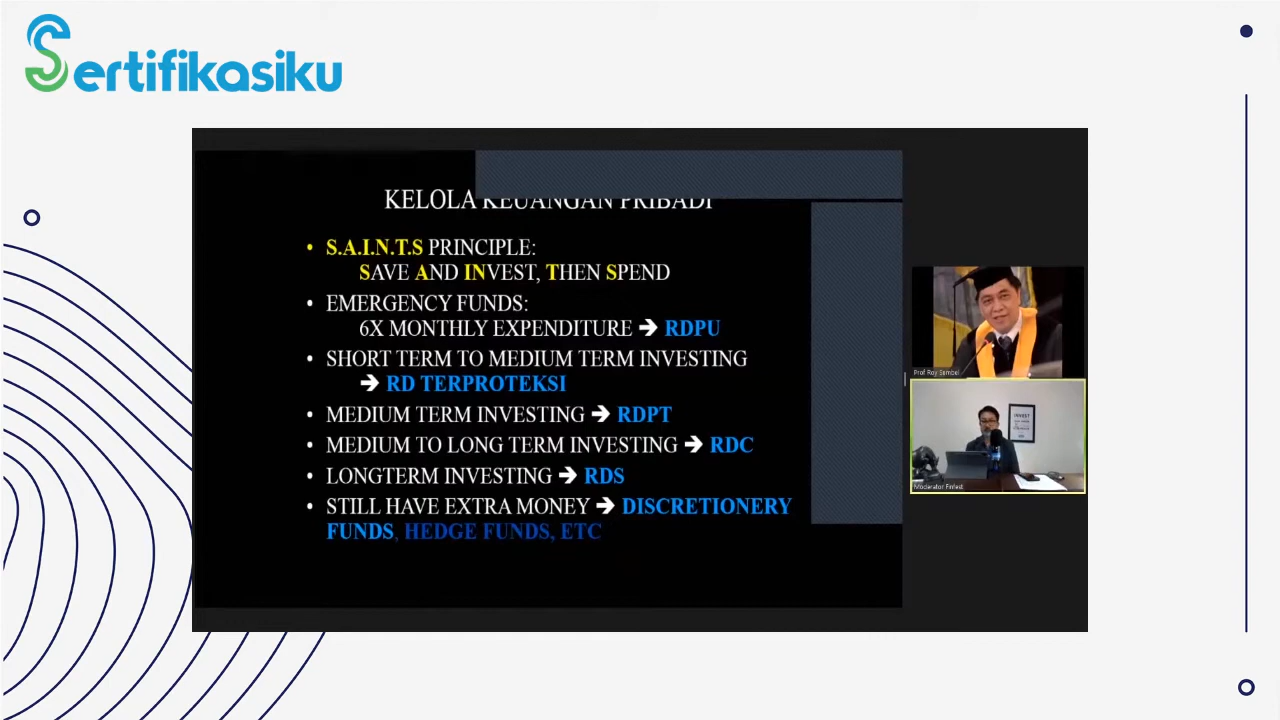 Sertifikasiku
KELOLA KEUANGAN PRIBADI
• S.A.I.N.T.S PRINCIPLE:
SAVE AND INVEST, THEN SPEND
• EMERGENCY FUNDS:
6X MONTHLY EXPENDITURE ➔ RDPU
• SHORT TERM TO MEDIUM TERM INVESTING
➔ RD TERPROTEKSI
• MEDIUM TERM INVESTING ➔ RDPT
• MEDIUM TO LONG TERM INVESTING ➔ RDC
• LONGTERM INVESTING ➔ RDS
• STILL HAVE EXTRA MONEY ➔ DISCRETIONERY
FUNDS, HEDGE FUNDS, ETC
Prof Roy Sembel
INVEST
Moderator Finfest